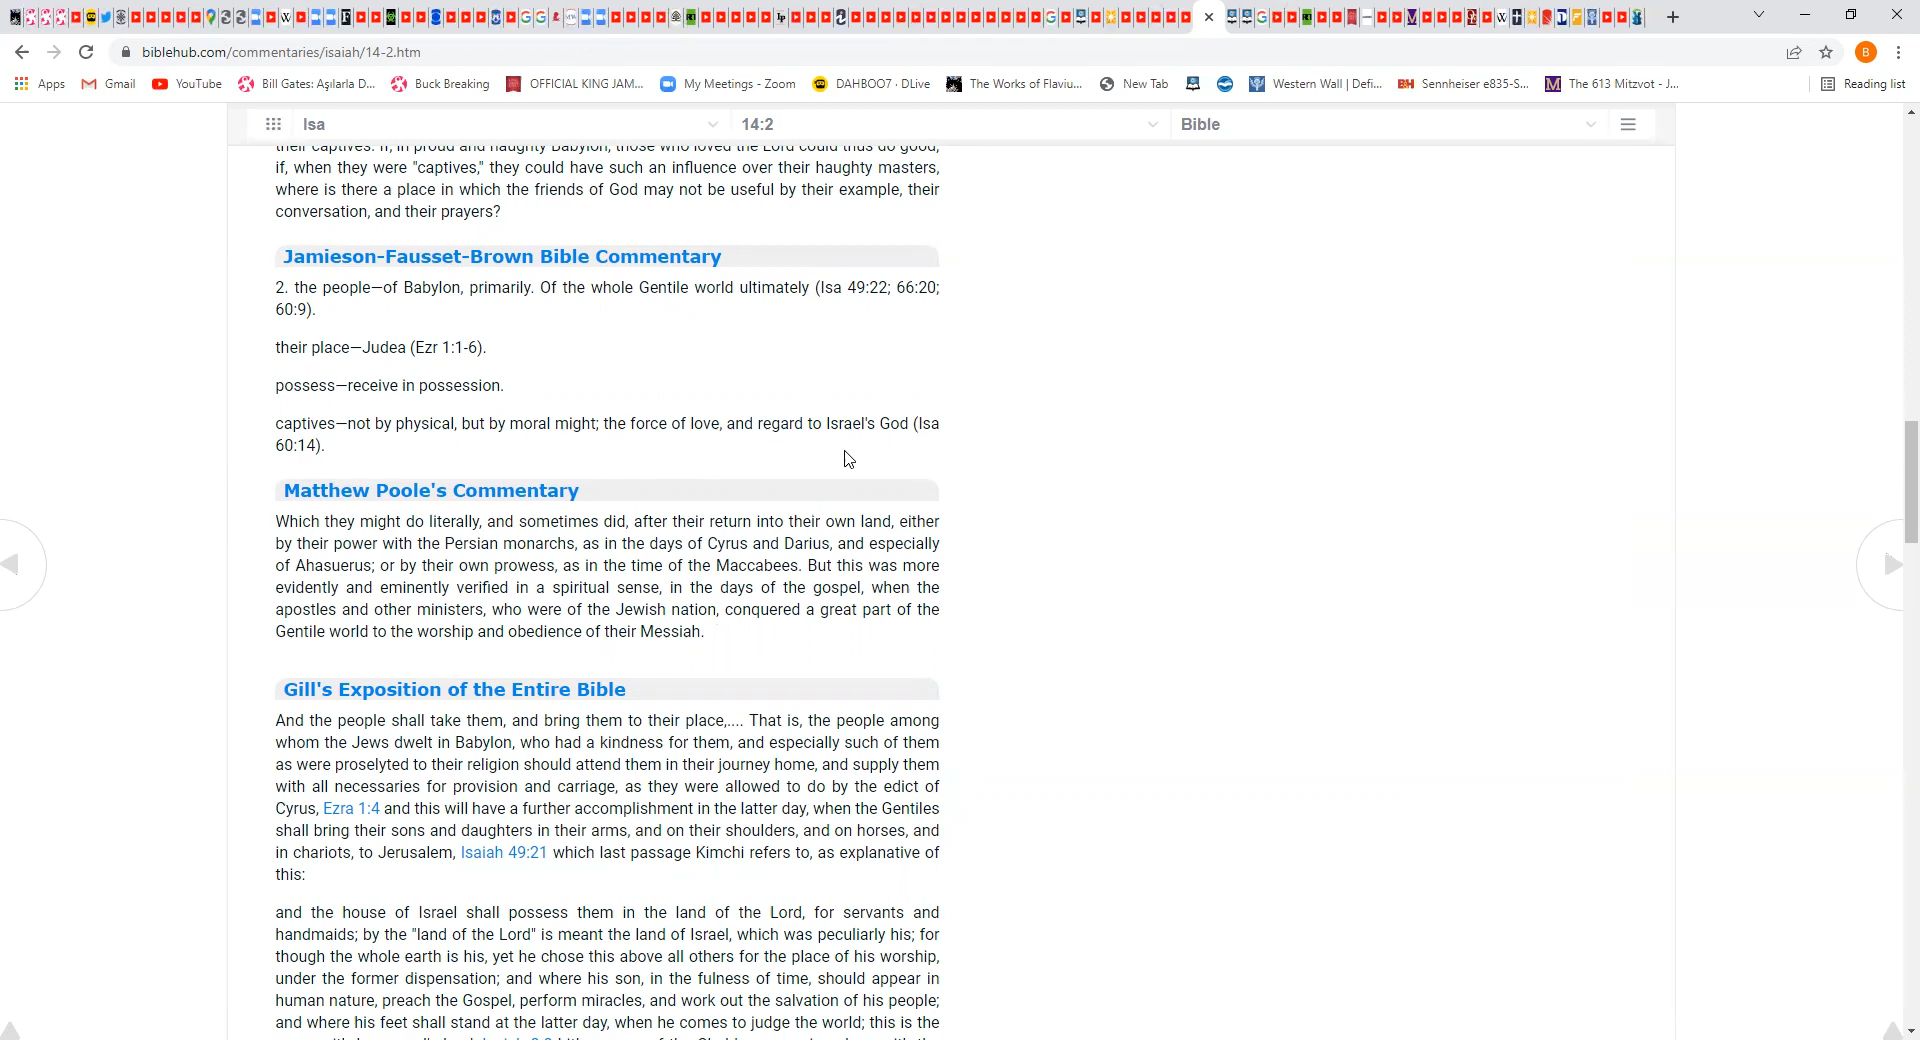 biblehub.com/commentaries/isaiah/14-2.htm
B
Apps
Gmail
YouTube
Bill Gates: Aşılarla D...
Buck Breaking
OFFICIAL KING JAM...
My Meetings - Zoom
DAHBOO7 · DLive
The Works of Flaviu...
New Tab
Western Wall | Defi...
Sennheiser e835-S...
The 613 Mitzvot - J...
Reading list
Isa
14:2
Bible
their captives. If, in proud and haughty Babylon, those who loved the Lord could thus do good;
if, when they were "captives," they could have such an influence over their haughty masters,
where is there a place in which the friends of God may not be useful by their example, their
conversation, and their prayers?
Jamieson-Fausset-Brown Bible Commentary
2. the people—of Babylon, primarily. Of the whole Gentile world ultimately (Isa 49:22; 66:20;
60:9).
their place—Judea (Ezr 1:1-6).
possess—receive in possession.
captives—not by physical, but by moral might; the force of love, and regard to Israel's God (Isa
60:14).
Matthew Poole's Commentary
Which they might do literally, and sometimes did, after their return into their own land, either
by their power with the Persian monarchs, as in the days of Cyrus and Darius, and especially
of Ahasuerus; or by their own prowess, as in the time of the Maccabees. But this was more
evidently and eminently verified in a spiritual sense, in the days of the gospel, when the
apostles and other ministers, who were of the Jewish nation, conquered a great part of the
Gentile world to the worship and obedience of their Messiah.
Gill's Exposition of the Entire Bible
And the people shall take them, and bring them to their place,.... That is, the people among
whom the Jews dwelt in Babylon, who had a kindness for them, and especially such of them
as were proselyted to their religion should attend them in their journey home, and supply them
with all necessaries for provision and carriage, as they were allowed to do by the edict of
Cyrus, Ezra 1:4 and this will have a further accomplishment in the latter day, when the Gentiles
shall bring their sons and daughters in their arms, and on their shoulders, and on horses, and
in chariots, to Jerusalem, Isaiah 49:21 which last passage Kimchi refers to, as explanative of
this:
and the house of Israel shall possess them in the land of the Lord, for servants and
handmaids; by the "land of the Lord" is meant the land of Israel, which was peculiarly his; for
though the whole earth is his, yet he chose this above all others for the place of his worship,
under the former dispensation; and where his son, in the fulness of time, should appear in
human nature, preach the Gospel, perform miracles, and work out the salvation of his people;
and where his feet shall stand at the latter day, when he comes to judge the world; this is the